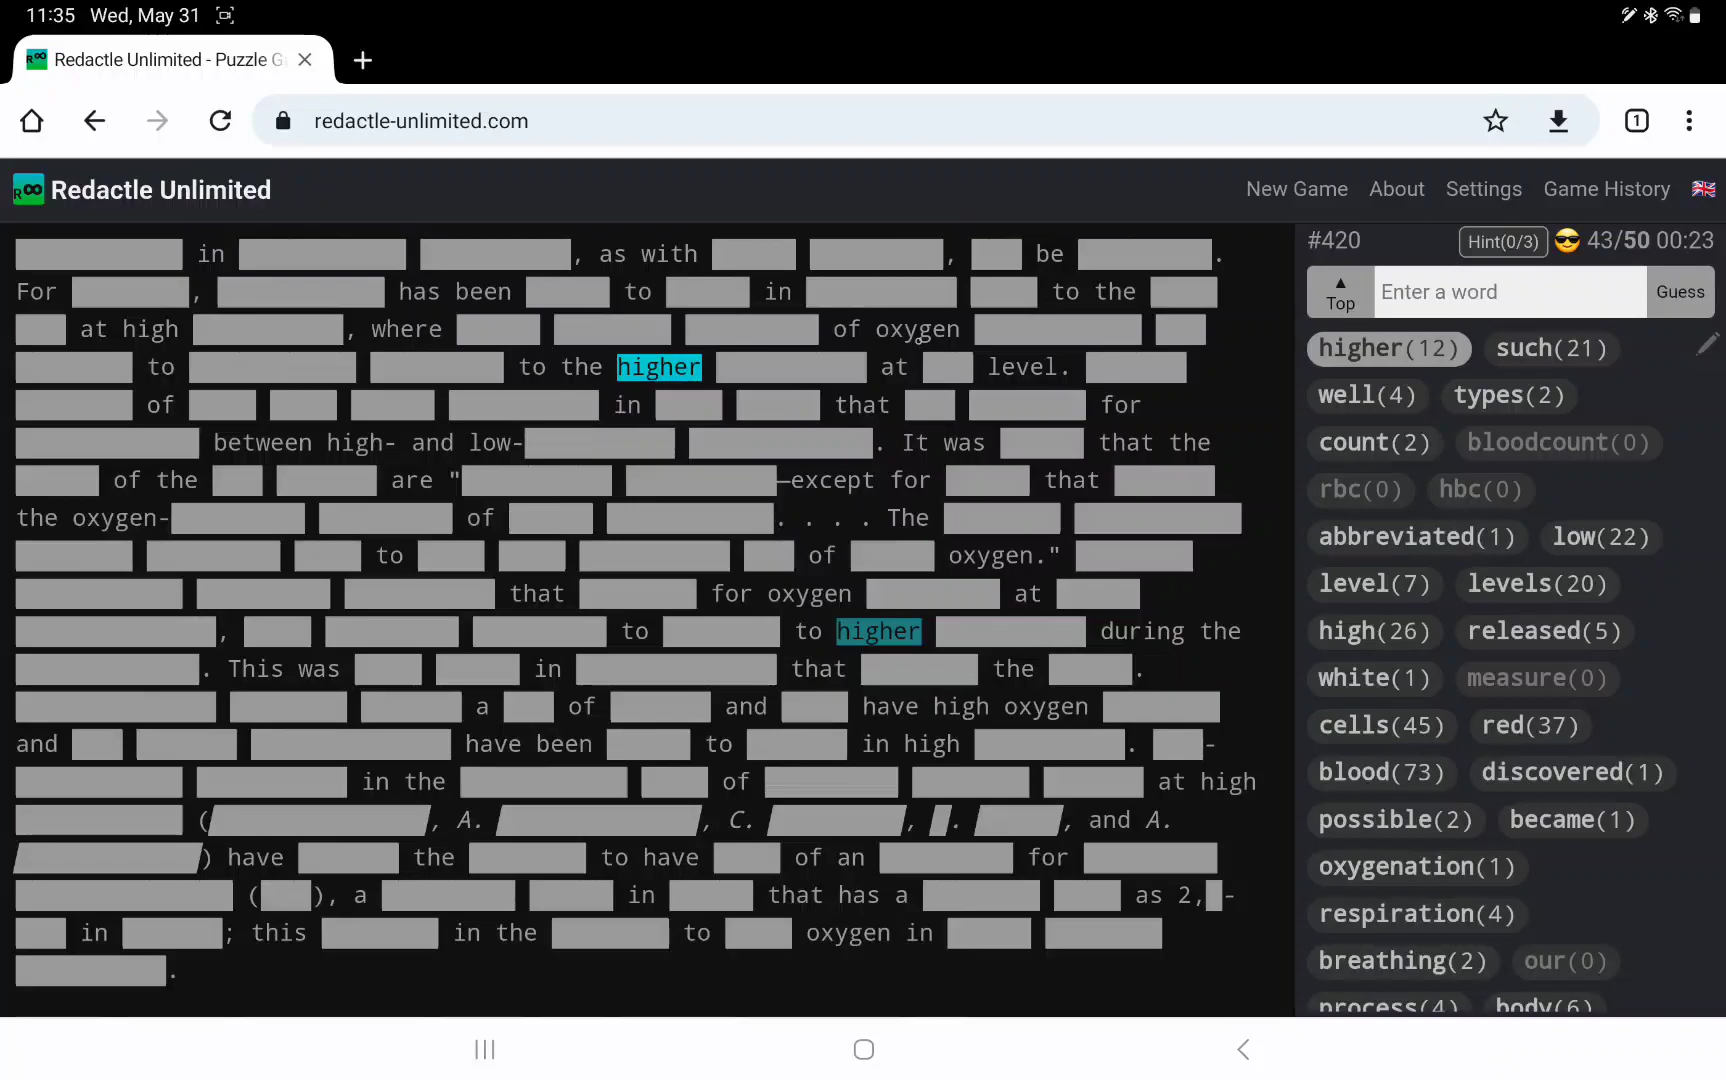 11:35 Wed, May 31
Redactle Unlimited - Puzzle G
redactle-unlimited.com
1
R∞ Redactle Unlimited
New Game About Settings Game History
in , as with , be .
For , has been to in to the
at high , where of oxygen
to to the higher at level.
of in that for
between high- and low- . It was that the
of the are " —except for that
the oxygen- of . . . . The
to of oxygen."
that for oxygen at
, to to higher during the
. This was in that the .
a of and have high oxygen
and have been to in high . -
in the of at high
( , A. , C. , . , and A.
) have the to have of an for
( ), a in that has a as 2, -
in ; this in the to oxygen in
.
#420 Hint(0/3) 43/50 00:23
▲ Top Enter a word Guess
higher(12) such(21)
well(4) types(2)
count(2) bloodcount(0)
rbc(0) hbc(0)
abbreviated(1) low(22)
level(7) levels(20)
high(26) released(5)
white(1) measure(0)
cells(45) red(37)
blood(73) discovered(1)
possible(2) became(1)
oxygenation(1)
respiration(4)
breathing(2) our(0)
process(4) body(6)